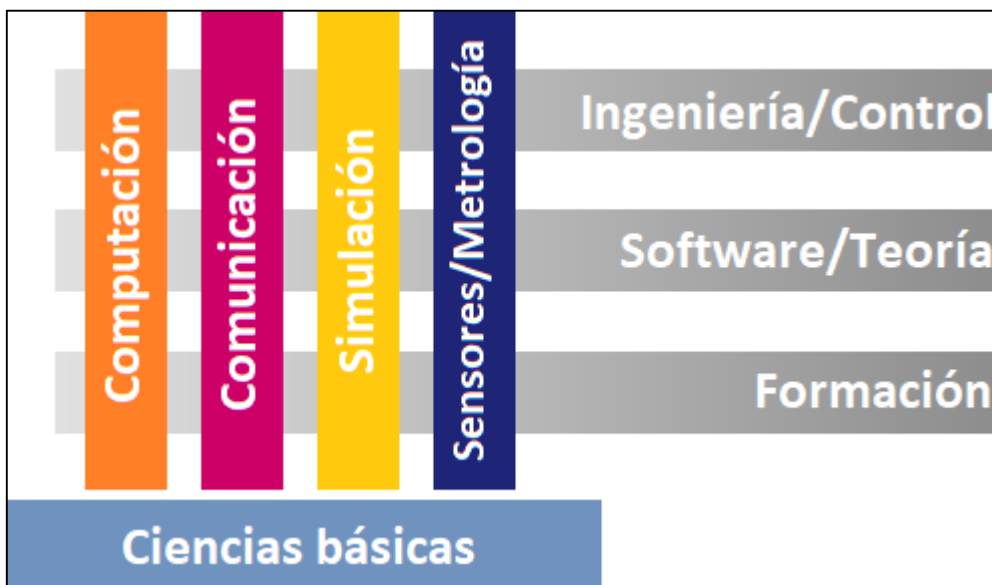 Computación
Comunicación
Simulación
Sensores/Metrología
Ingeniería/Control
Software/Teoría
Formación
Ciencias básicas